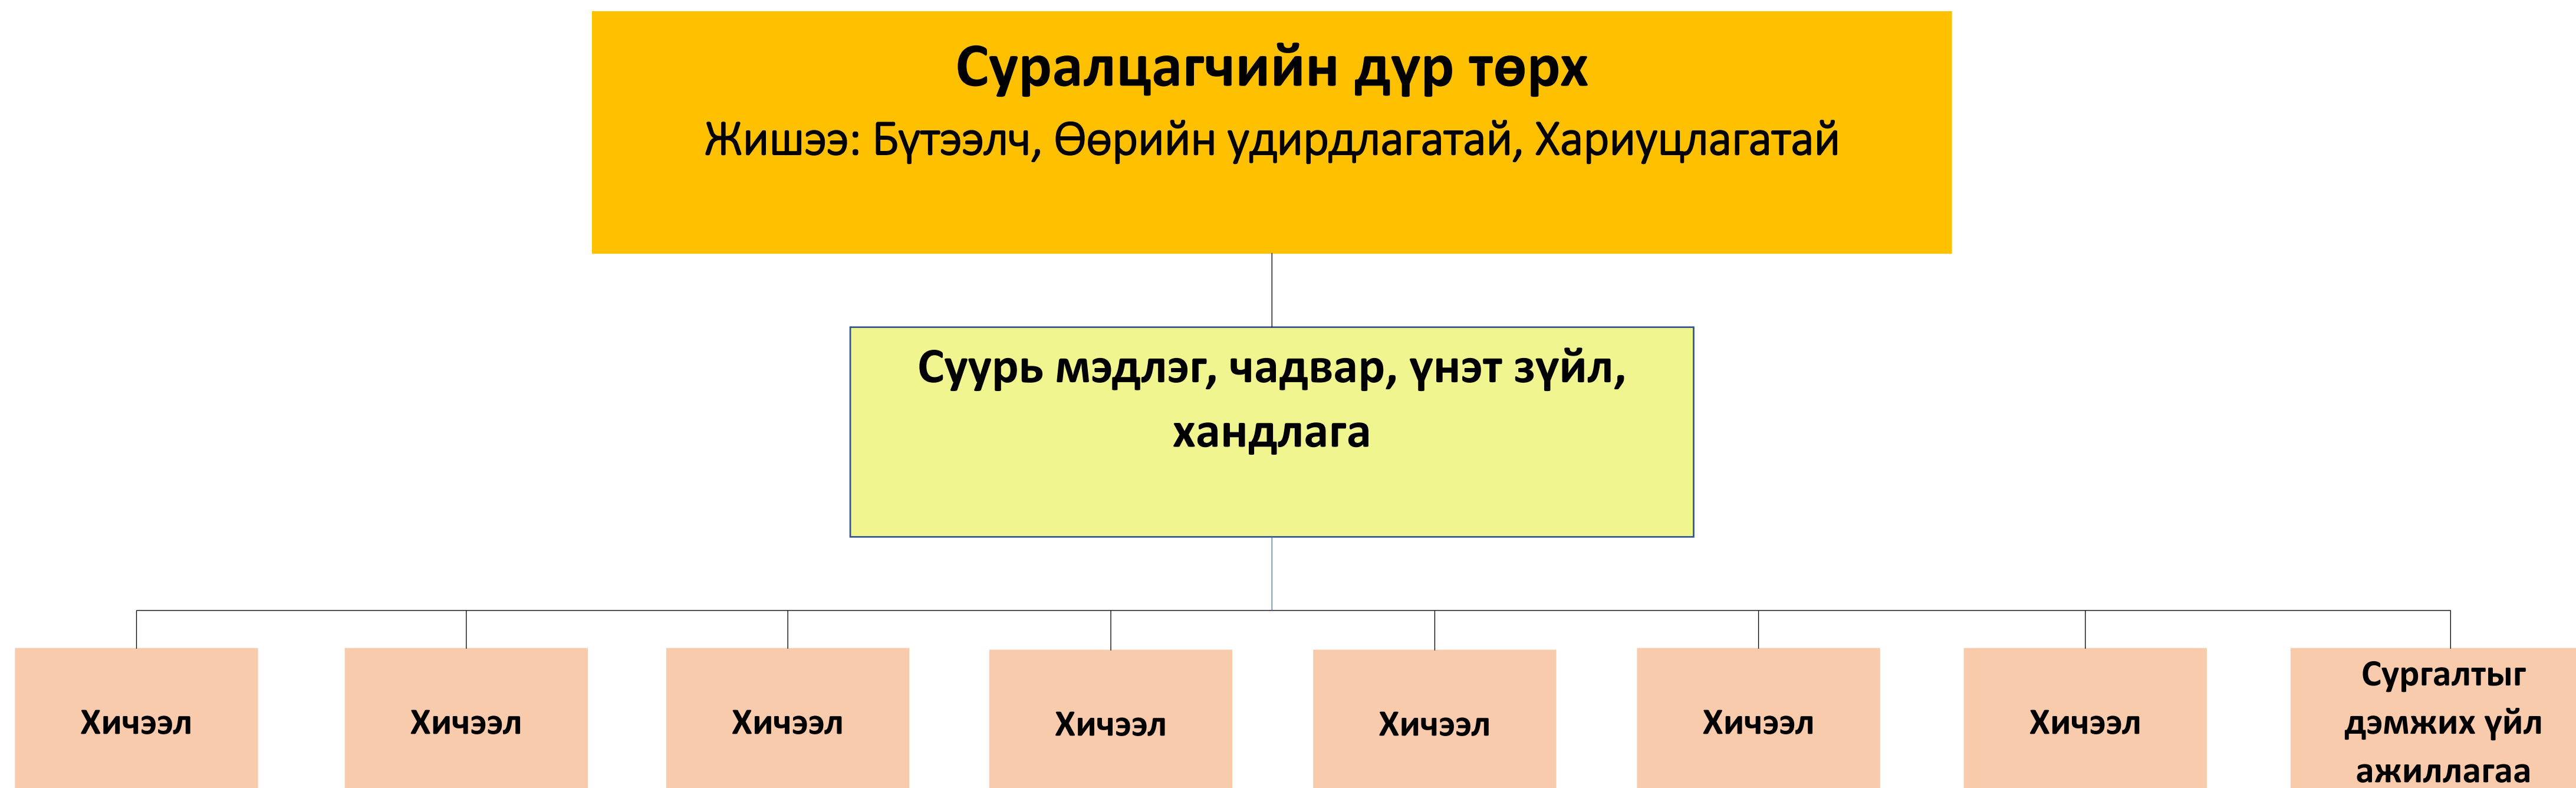 Суралцагчийн дүр төрх
Жишээ: Бүтээлч, Өөрийн удирдлагатай, Хариуцлагатай
Суурь мэдлэг, чадвар, үнэт зүйл,
хандлага
Хичээл
Хичээл
Хичээл
Хичээл
Хичээл
Хичээл
Хичээл
Сургалтыг
дэмжих үйл
ажиллагаа